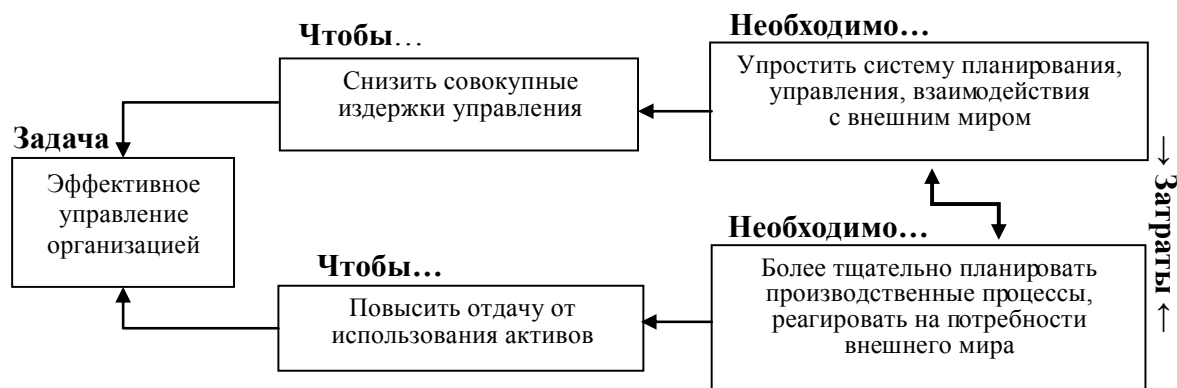 Чтобы…
Необходимо…
Снизить совокупные
издержки управления
Упростить систему планирования,
управления, взаимодействия
с внешним миром
Задача
Эффективное
управление
организацией
→ Затраты ←
Чтобы…
Необходимо…
Повысить отдачу от
использования активов
Более тщательно планировать
производственные процессы,
реагировать на потребности
внешнего мира